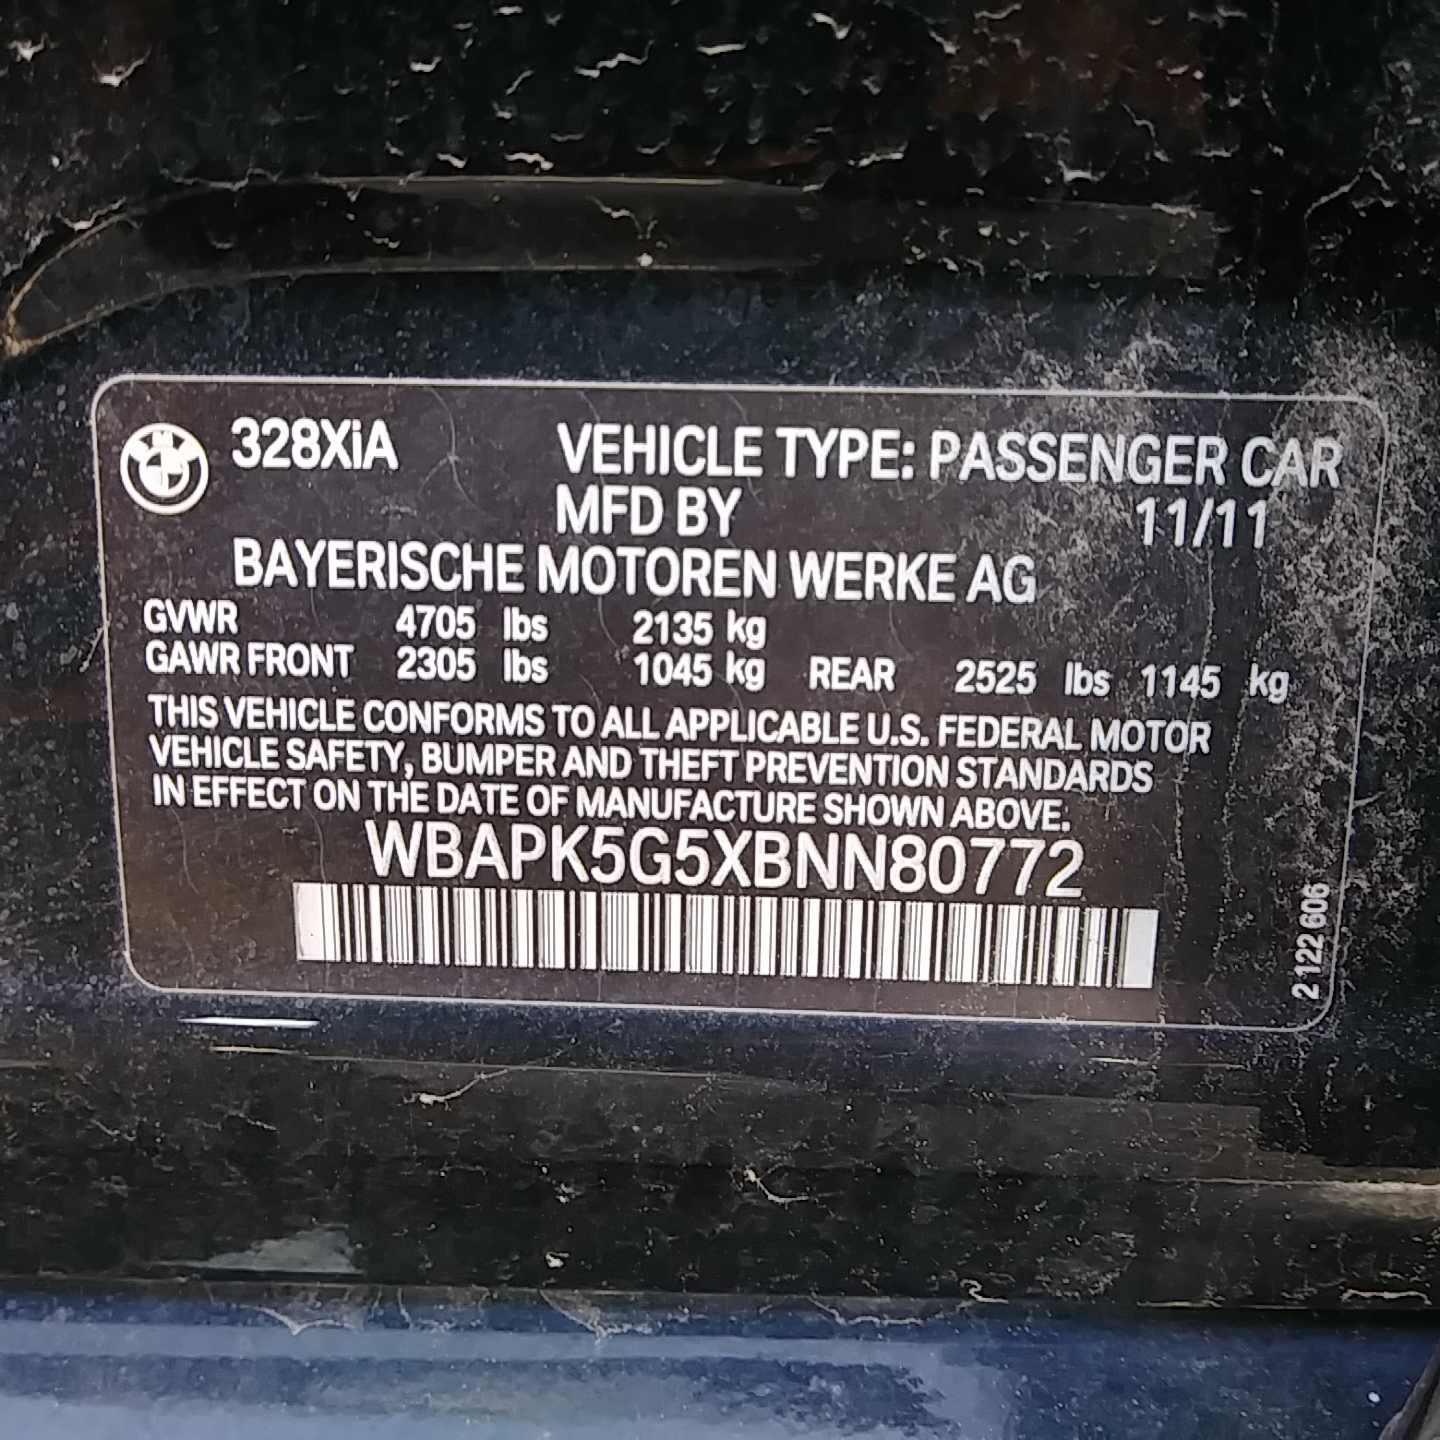 328XiA VEHICLE TYPE: PASSENGER CAR
MFD BY 11/11
BAYERISCHE MOTOREN WERKE AG
GVWR 4705 lbs 2135 kg
GAWR FRONT 2305 lbs 1045 kg REAR 2525 lbs 1145 kg
THIS VEHICLE CONFORMS TO ALL APPLICABLE U.S. FEDERAL MOTOR
VEHICLE SAFETY, BUMPER AND THEFT PREVENTION STANDARDS
IN EFFECT ON THE DATE OF MANUFACTURE SHOWN ABOVE.
WBAPK5G5XBNN80772
2 122 606